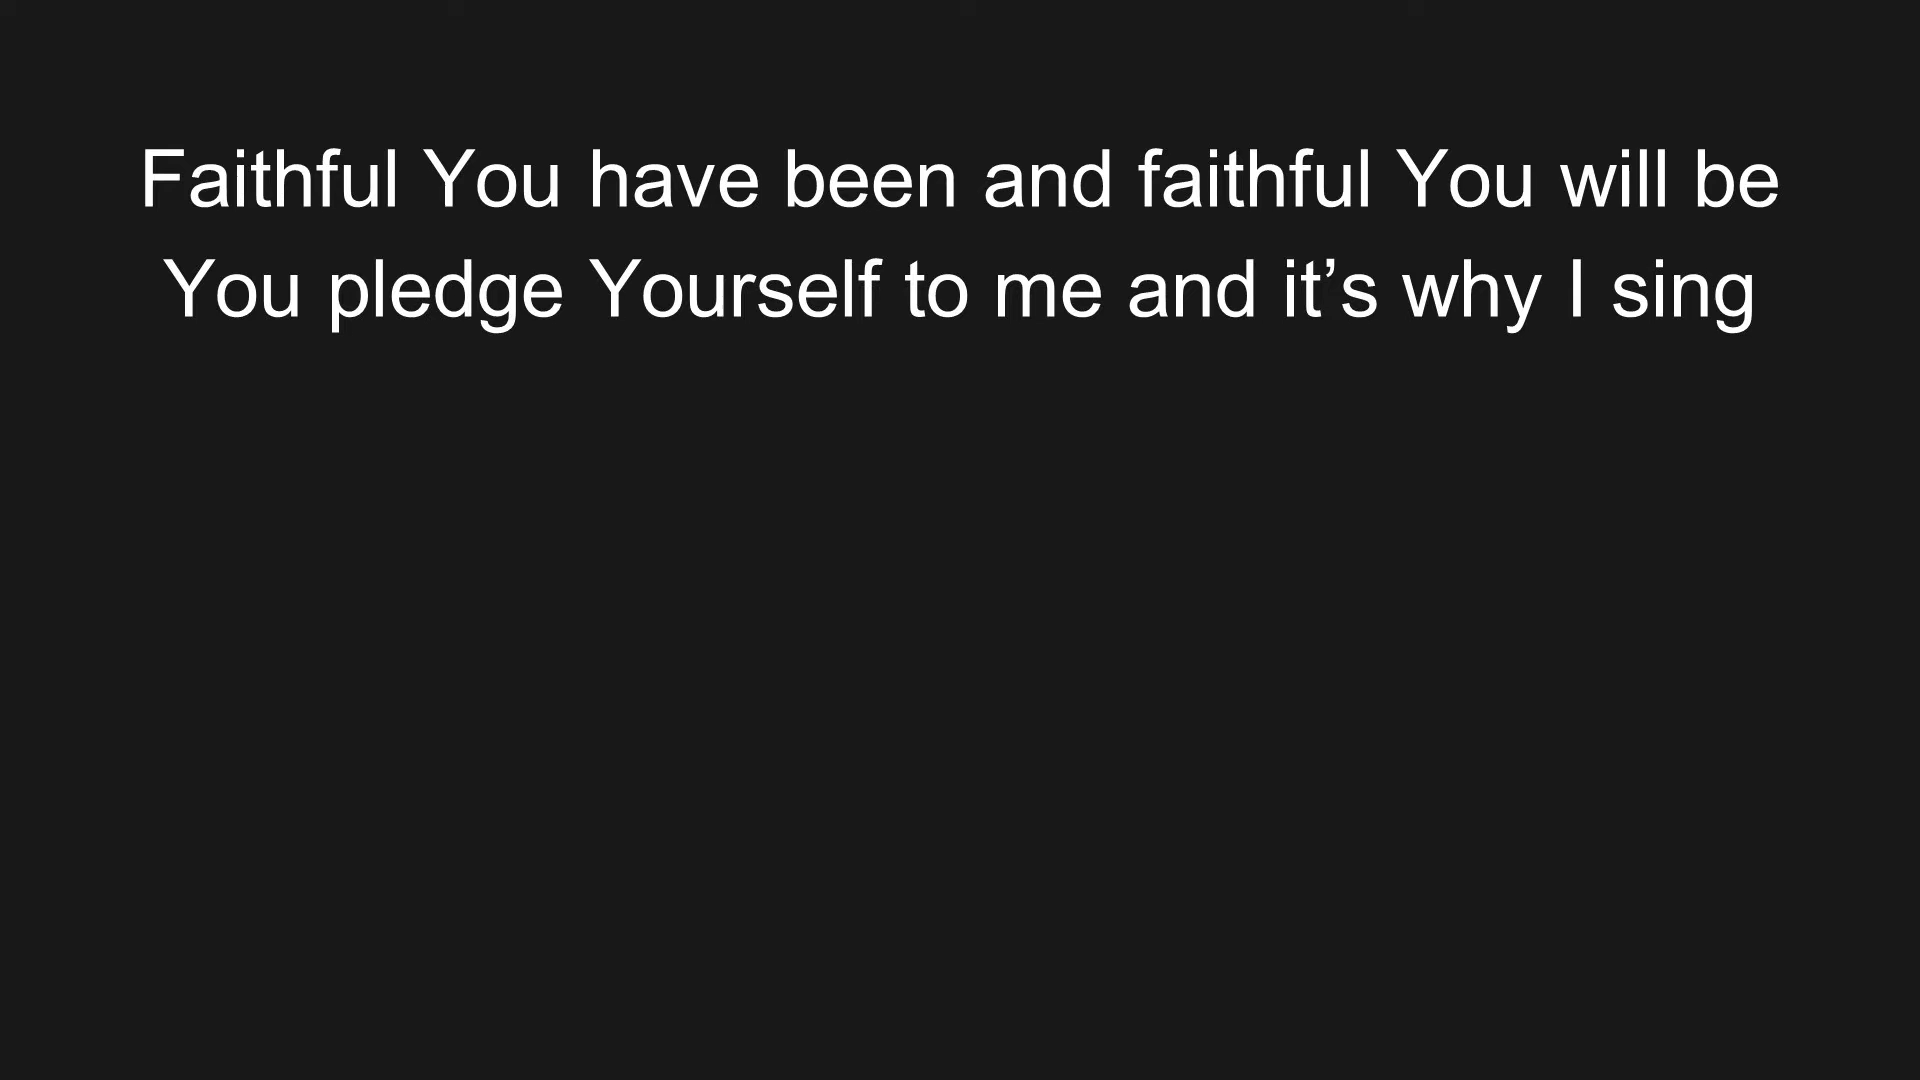 Faithful You have been and faithful You will be
You pledge Yourself to me and it’s why I sing